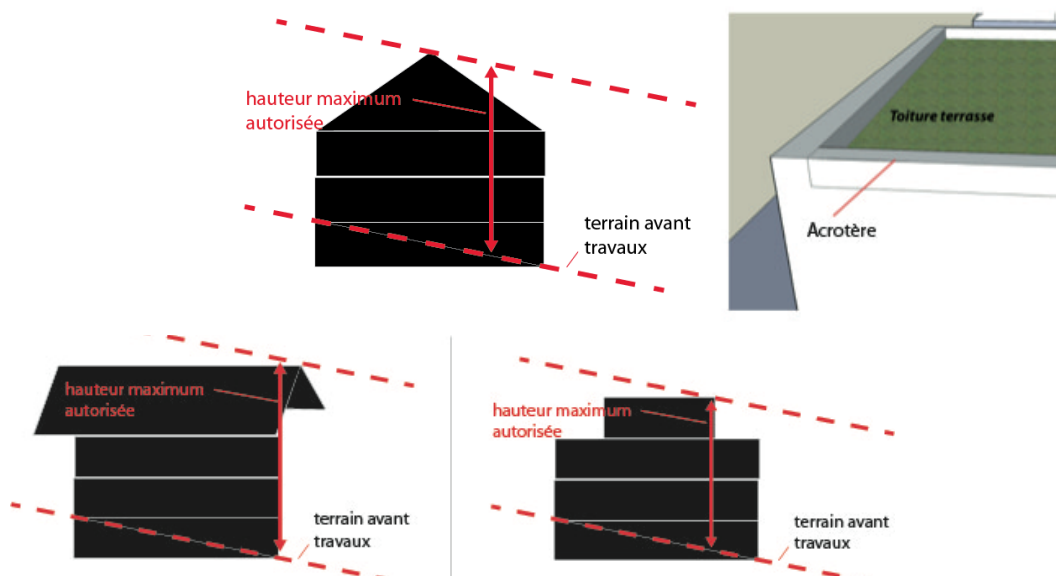 hauteur maximum
autorisée
terrain avant
travaux
Toiture terrasse
Acrotère
hauteur maximum
autorisée
terrain avant
travaux
hauteur maximum
autorisée
terrain avant
travaux